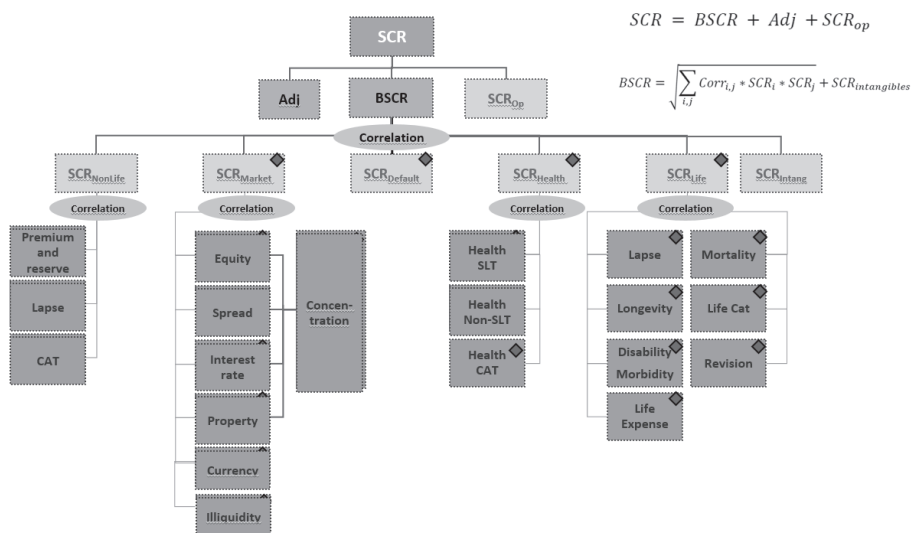 SCR
SCR = BSCR + Adj + SCR_op
BSCR = √∑_{i,j} Corr_{i,j} * SCR_i * SCR_j + SCR_intangibles
Adj
BSCR
SCR_Op
Correlation
SCR_NonLife
SCR_Market
SCR_Default
SCR_Health
SCR_Life
SCR_Intang
Correlation
Correlation
Correlation
Correlation
Premium
and
reserve
Lapse
CAT
Equity
Spread
Interest
rate
Property
Currency
Illiquidity
Concen-
tration
Health
SLT
Health
Non-SLT
Health
CAT
Lapse
Longevity
Disability
Morbidity
Life
Expense
Mortality
Life Cat
Revision